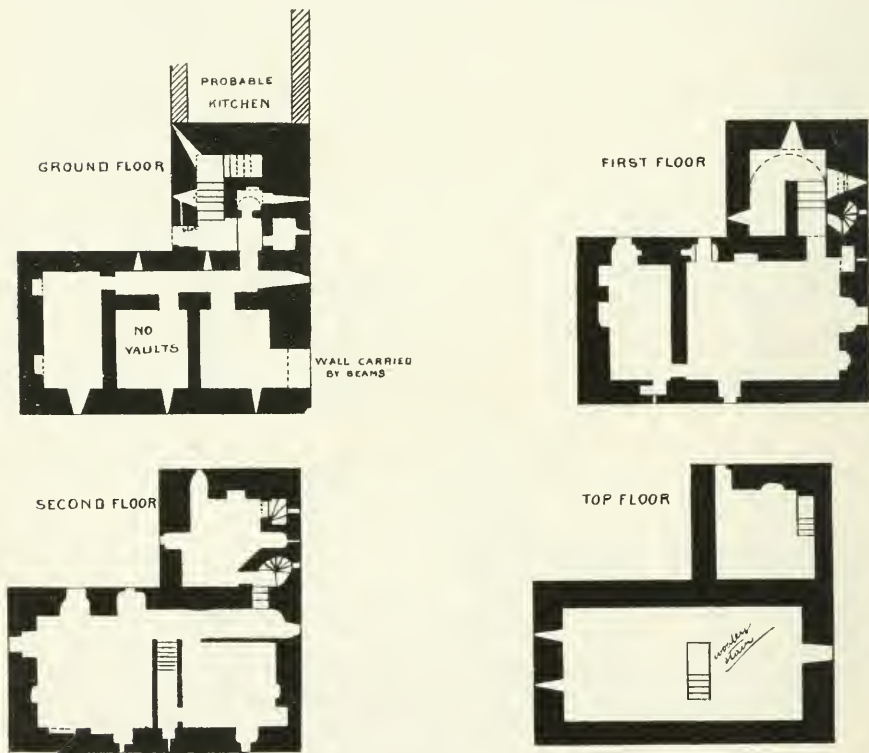 PROBABLE
KITCHEN
GROUND FLOOR
FIRST FLOOR
NO
VAULTS
WALL CARRIED
BY BEAMS
SECOND FLOOR
TOP FLOOR
wooden
stair